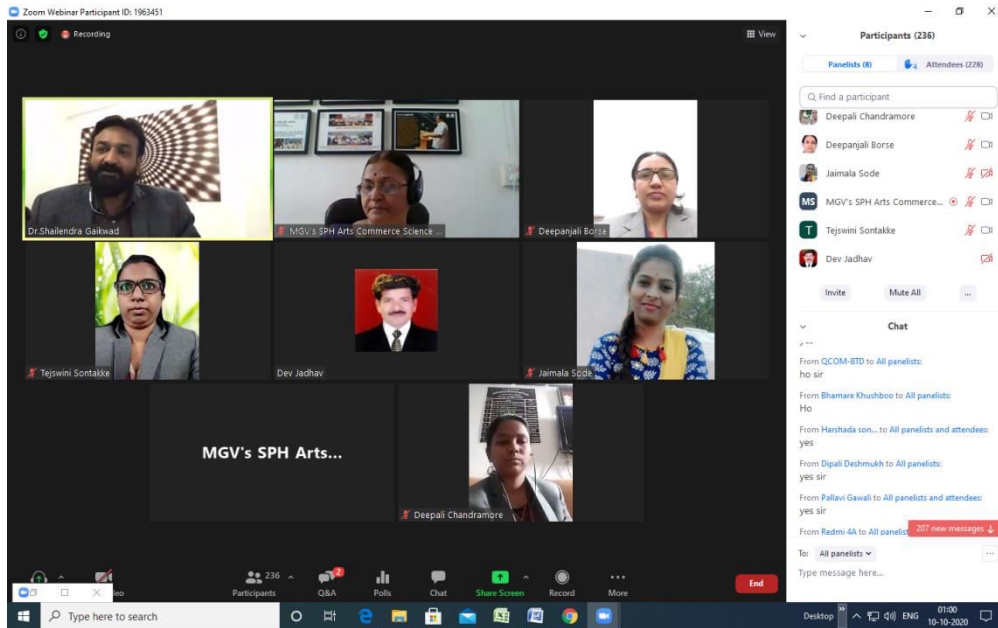 Zoom Webinar Participant ID: 1963451
Recording
View
Dr.Shailendra Gaikwad
MGV's SPH Arts Commerce Science ...
Deepanjali Borse
Tejswini Sontakke
Dev Jadhav
Jaimala Sode
MGV's SPH Arts...
Deepali Chandramore
Participants (236)
Panelists (8)
4 Attendees (228)
Find a participant
Deepali Chandramore
Deepanjali Borse
Jaimala Sode
MS MGV's SPH Arts Commerce...
T Tejswini Sontakke
Dev Jadhav
Invite Mute All ...
Chat
From QCOM-BTD to All panelists:
ho sir
From Bhamare Khushboo to All panelists:
Ho
From Harshada son... to All panelists and attendees:
yes
From Dipali Deshmukh to All panelists:
yes sir
From Pallavi Gawali to All panelists and attendees:
yes sir
From Redmi 4A to All panelist
207 new messages
To: All panelists
Type message here...
236 2
Participants Q&A Polls Chat Share Screen Record More
End
Type here to search
Desktop ENG 01:00
10-10-2020